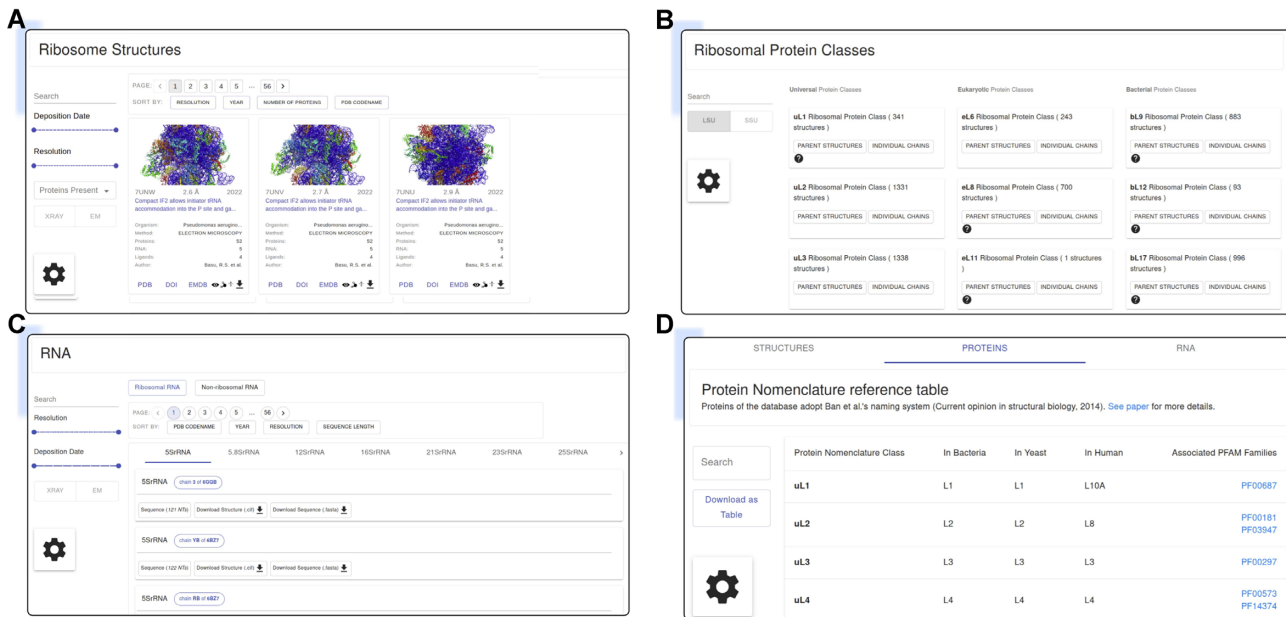 A
Ribosome Structures
Search
Deposition Date
Resolution
Proteins Present
XRAY EM
PAGE: < 1 2 3 4 5 ... 56 >
SORT BY: RESOLUTION YEAR NUMBER OF PROTEINS PDB CODENAME
7UNW 2.6 Å 2022
Compact IF2 allows initiator tRNA
accommodation into the P site and ga...
Organism: Pseudomonas aerugino...
Method: ELECTRON MICROSCOPY
Proteins: 52
RNA: 5
Ligands: 4
Author: Basu, R.S. et al.
PDB DOI EMDB
7UNV 2.7 Å 2022
Compact IF2 allows initiator tRNA
accommodation into the P site and ga...
Organism: Pseudomonas aerugino...
Method: ELECTRON MICROSCOPY
Proteins: 52
RNA: 5
Ligands: 4
Author: Basu, R.S. et al.
PDB DOI EMDB
7UNU 2.9 Å 2022
Compact IF2 allows initiator tRNA
accommodation into the P site and ga...
Organism: Pseudomonas aerugino...
Method: ELECTRON MICROSCOPY
Proteins: 52
RNA: 5
Ligands: 4
Author: Basu, R.S. et al.
PDB DOI EMDB
B
Ribosomal Protein Classes
Search
LSU SSU
Universal Protein Classes
uL1 Ribosomal Protein Class ( 341
structures )
PARENT STRUCTURES INDIVIDUAL CHAINS
?
uL2 Ribosomal Protein Class ( 1331
structures )
PARENT STRUCTURES INDIVIDUAL CHAINS
uL3 Ribosomal Protein Class ( 1338
structures )
PARENT STRUCTURES INDIVIDUAL CHAINS
Eukaryotic Protein Classes
eL6 Ribosomal Protein Class ( 243
structures )
PARENT STRUCTURES INDIVIDUAL CHAINS
eL8 Ribosomal Protein Class ( 700
structures )
PARENT STRUCTURES INDIVIDUAL CHAINS
?
eL11 Ribosomal Protein Class ( 1 structures
)
PARENT STRUCTURES INDIVIDUAL CHAINS
?
Bacterial Protein Classes
bL9 Ribosomal Protein Class ( 883
structures )
PARENT STRUCTURES INDIVIDUAL CHAINS
?
bL12 Ribosomal Protein Class ( 93
structures )
PARENT STRUCTURES INDIVIDUAL CHAINS
?
bL17 Ribosomal Protein Class ( 996
structures )
PARENT STRUCTURES INDIVIDUAL CHAINS
?
C
RNA
Search
Resolution
Deposition Date
XRAY EM
Ribosomal RNA Non-ribosomal RNA
PAGE: < 1 2 3 4 5 ... 56 >
SORT BY: PDB CODENAME YEAR RESOLUTION SEQUENCE LENGTH
5SrRNA 5.8SrRNA 12SrRNA 16SrRNA 21SrRNA 23SrRNA 25SrRNA >
5SrRNA chain 3 of 6GQB
Sequence (121 NTs) Download Structure (.cif) Download Sequence (.fasta)
5SrRNA chain YB of 6BZ7
Sequence (122 NTs) Download Structure (.cif) Download Sequence (.fasta)
5SrRNA chain RB of 6BZ7
D
STRUCTURES PROTEINS RNA
Protein Nomenclature reference table
Proteins of the database adopt Ban et al.'s naming system (Current opinion in structural biology, 2014). See paper for more details.
Search
Download as
Table
Protein Nomenclature Class In Bacteria In Yeast In Human Associated PFAM Families
uL1 L1 L1 L10A PF00687
uL2 L2 L2 L8 PF00181
PF03947
uL3 L3 L3 L3 PF00297
uL4 L4 L4 L4 PF00573
PF14374